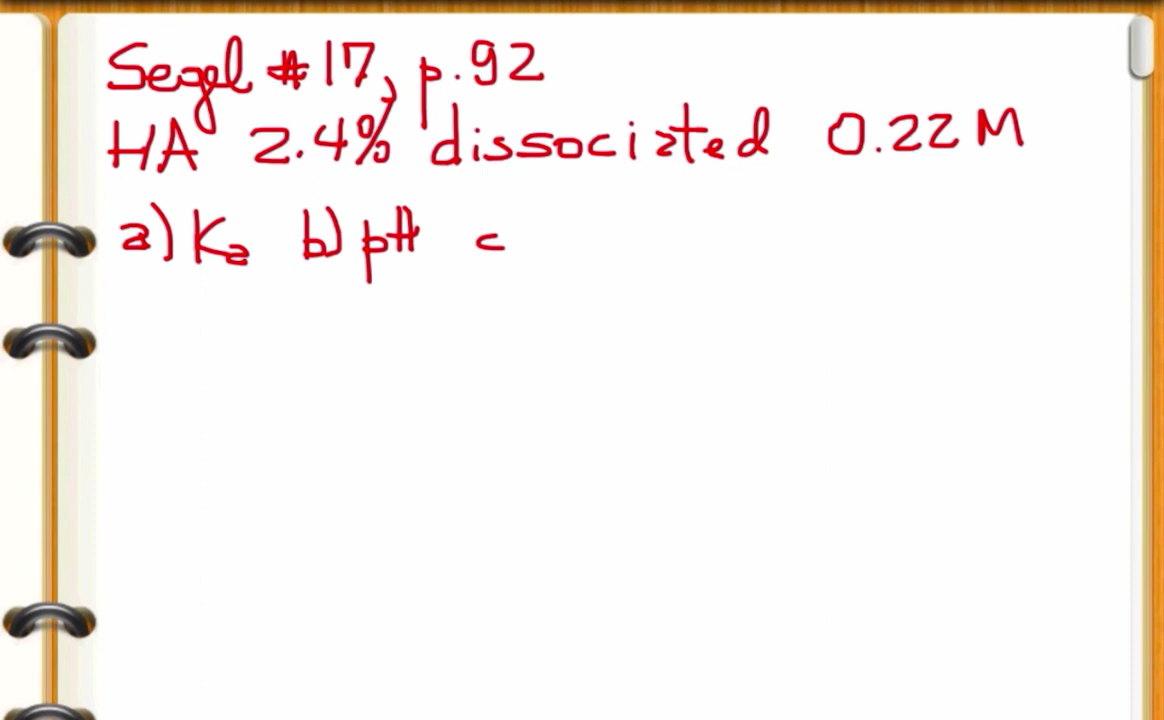 Segel #17, p.92
HA 2.4% dissociated 0.22 M
a) Ka b) pH c